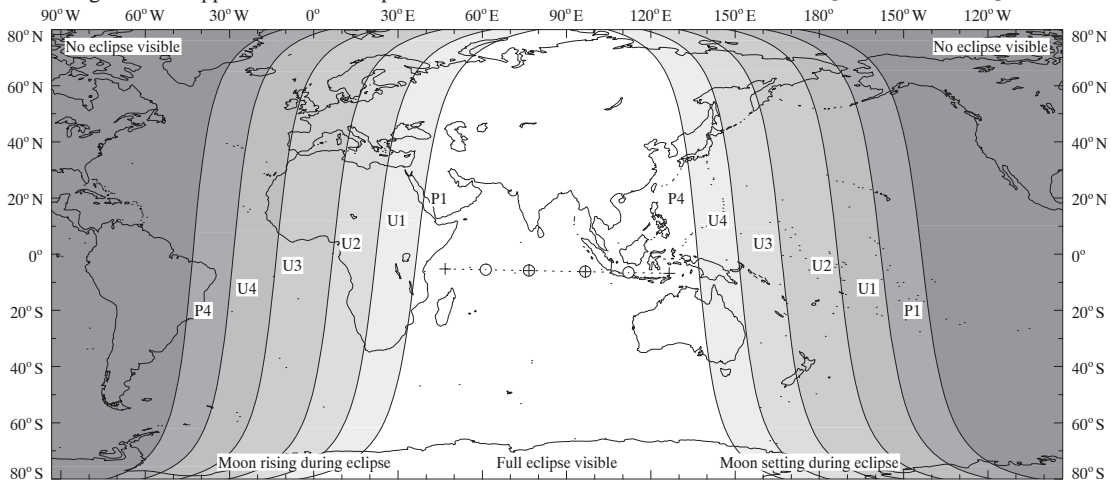 90°W 60°W 30°W 0° 30°E 60°E 90°E 120°E 150°E 180° 150°W 120°W
80°N No eclipse visible No eclipse visible 80°N
60°N 60°N
40°N 40°N
20°N P1 P4 20°N
U1 U4
0° U2 U3 0°
U3 U2
U4 U1
20°S P4 P1 20°S
40°S 40°S
60°S 60°S
Moon rising during eclipse Full eclipse visible Moon setting during eclipse
80°S 80°S